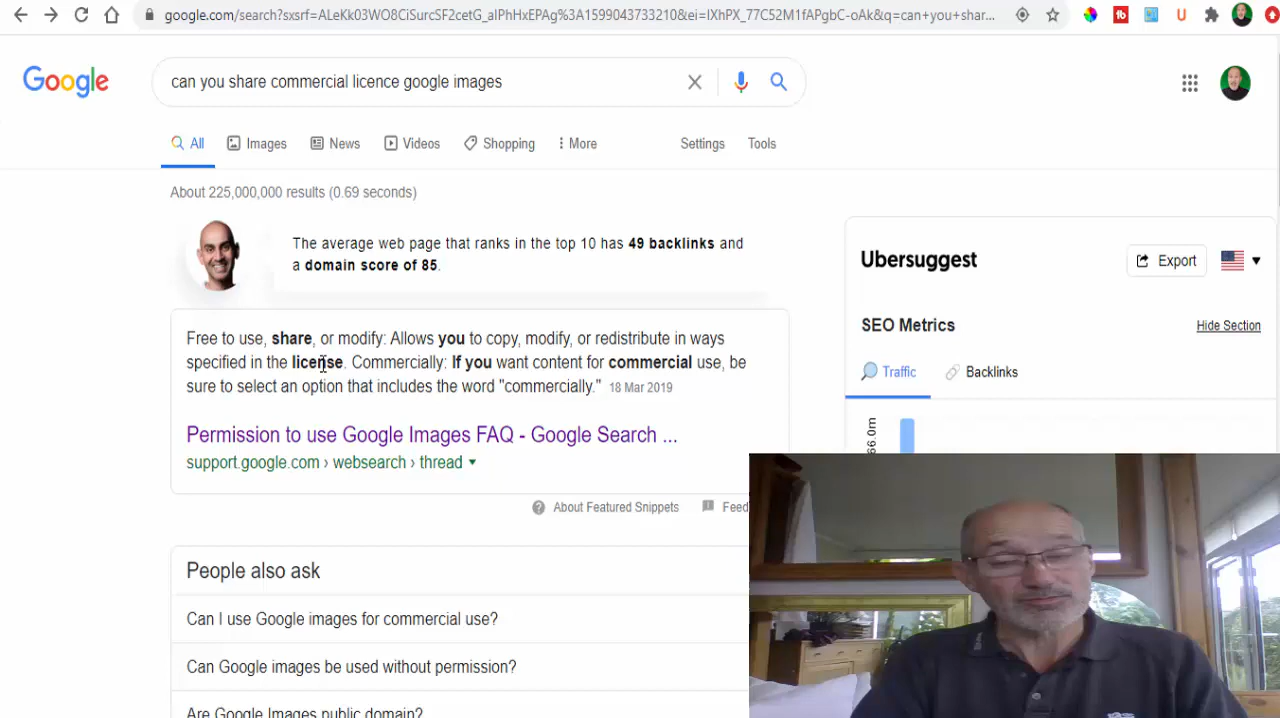 google.com/search?sxsrf=ALeKk03WO8CiSurcSF2cetG_alPhHxEPAg%3A1599043733210&ei=IXhPX_77C52M1fAPgbC-oAk&q=can+you+shar...
Google
can you share commercial licence google images
All Images News Videos Shopping More Settings Tools
About 225,000,000 results (0.69 seconds)
The average web page that ranks in the top 10 has 49 backlinks and
a domain score of 85.
Ubersuggest Export
SEO Metrics Hide Section
Traffic Backlinks
66.0m
Free to use, share, or modify: Allows you to copy, modify, or redistribute in ways
specified in the license. Commercially: If you want content for commercial use, be
sure to select an option that includes the word "commercially." 18 Mar 2019
Permission to use Google Images FAQ - Google Search ...
support.google.com › websearch › thread
About Featured Snippets Feed
People also ask
Can I use Google images for commercial use?
Can Google images be used without permission?
Are Google Images public domain?